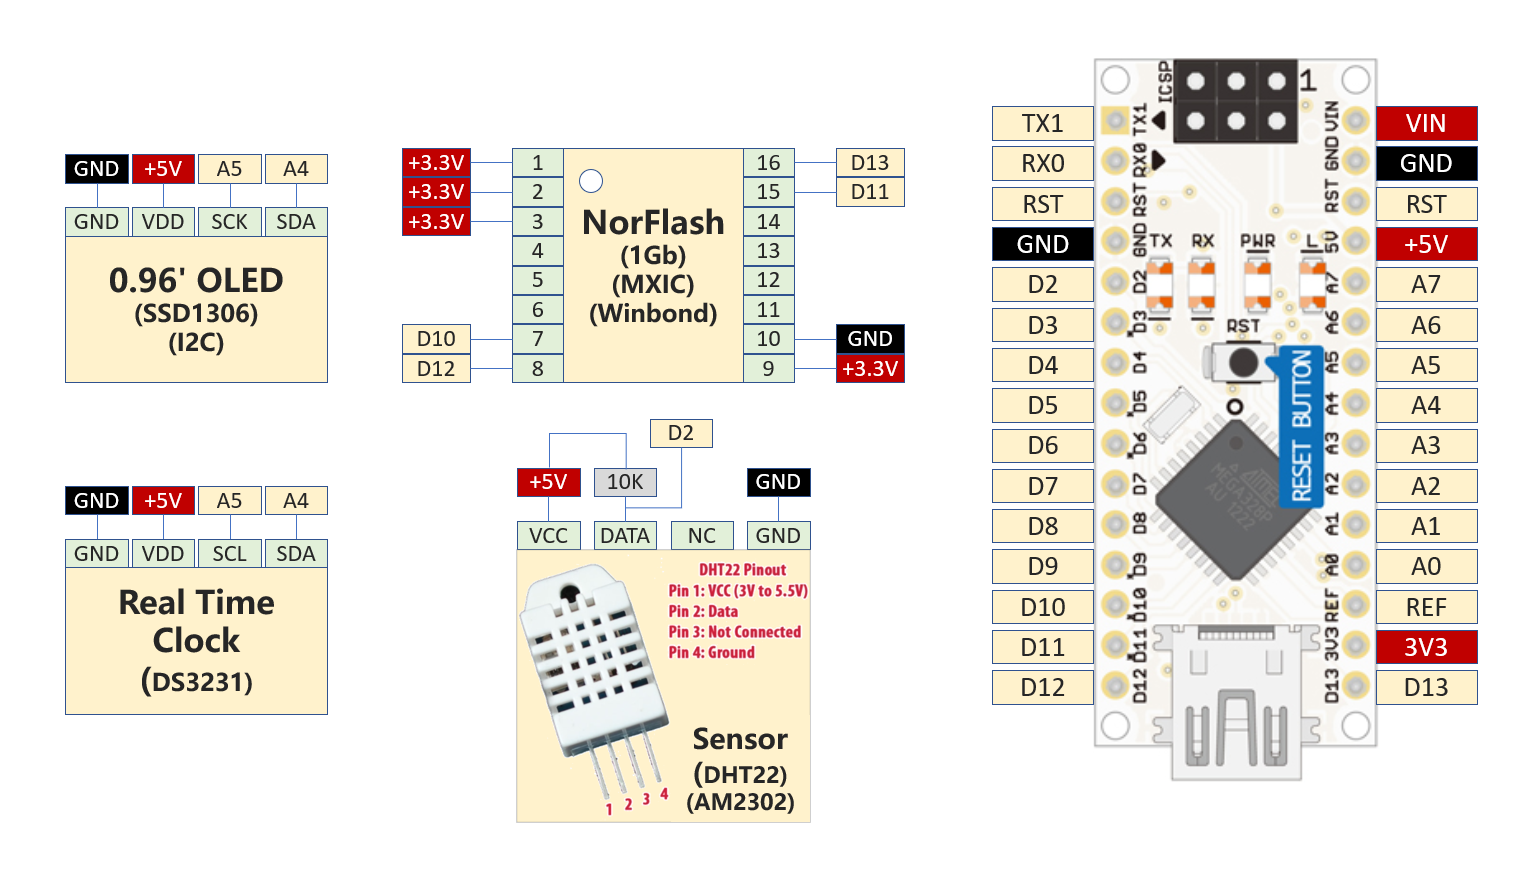 GND +5V A5 A4
GND VDD SCK SDA
0.96' OLED
(SSD1306)
(I2C)
GND +5V A5 A4
GND VDD SCL SDA
Real Time
Clock
(DS3231)
+3.3V 1 16 D13
+3.3V 2 15 D11
+3.3V 3 14
4 13
5 12
6 11
D10 7 10 GND
D12 8 9 +3.3V
NorFlash
(1Gb)
(MXIC)
(Winbond)
D2
+5V 10K GND
VCC DATA NC GND
DHT22 Pinout
Pin 1: VCC (3V to 5.5V)
Pin 2: Data
Pin 3: Not Connected
Pin 4: Ground
Sensor
(DHT22)
(AM2302)
1 2 3 4
ICSP 1
TX1 TX1 VIN VIN
RX0 RX0 GND GND
RST RST RST RST
GND GND 5V +5V
TX RX PWR L
D2 D2 A7 A7
D3 D3 A6 A6
RST
D4 D4 A5 A5
D5 D5 A4 A4
D6 D6 A3 A3
D7 D7 A2 A2
D8 D8 A1 A1
D9 D9 A0 A0
D10 D10 REF REF
D11 D11 3V3 3V3
D12 D12 D13 D13
RESET BUTTON
ATMEL
MEGA328P
AU 1222